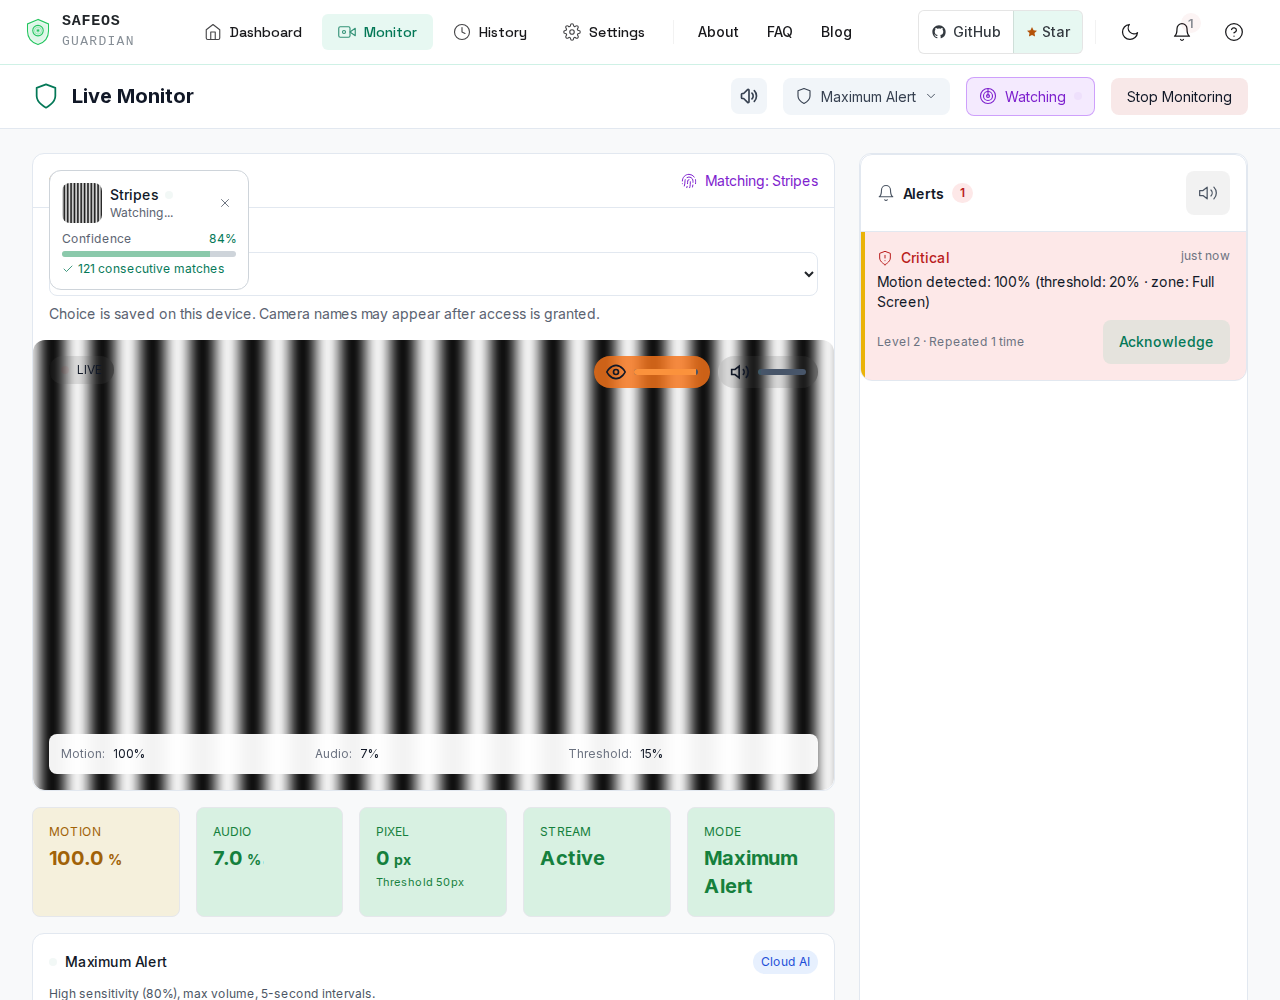 SAFEOS
GUARDIAN
Dashboard
Monitor
History
Settings
About
FAQ
Blog
GitHub
Star
1
Live Monitor
Maximum Alert
Watching
Stop Monitoring
Stripes
Watching...
Confidence 84%
121 consecutive matches
Matching: Stripes
Choice is saved on this device. Camera names may appear after access is granted.
LIVE
Motion: 100%
Audio: 7%
Threshold: 15%
MOTION
100.0 %
AUDIO
7.0 %
PIXEL
0 px
Threshold 50px
STREAM
Active
MODE
Maximum
Alert
Maximum Alert
Cloud AI
High sensitivity (80%), max volume, 5-second intervals.
Alerts 1
Critical
just now
Motion detected: 100% (threshold: 20% · zone: Full
Screen)
Level 2 · Repeated 1 time
Acknowledge